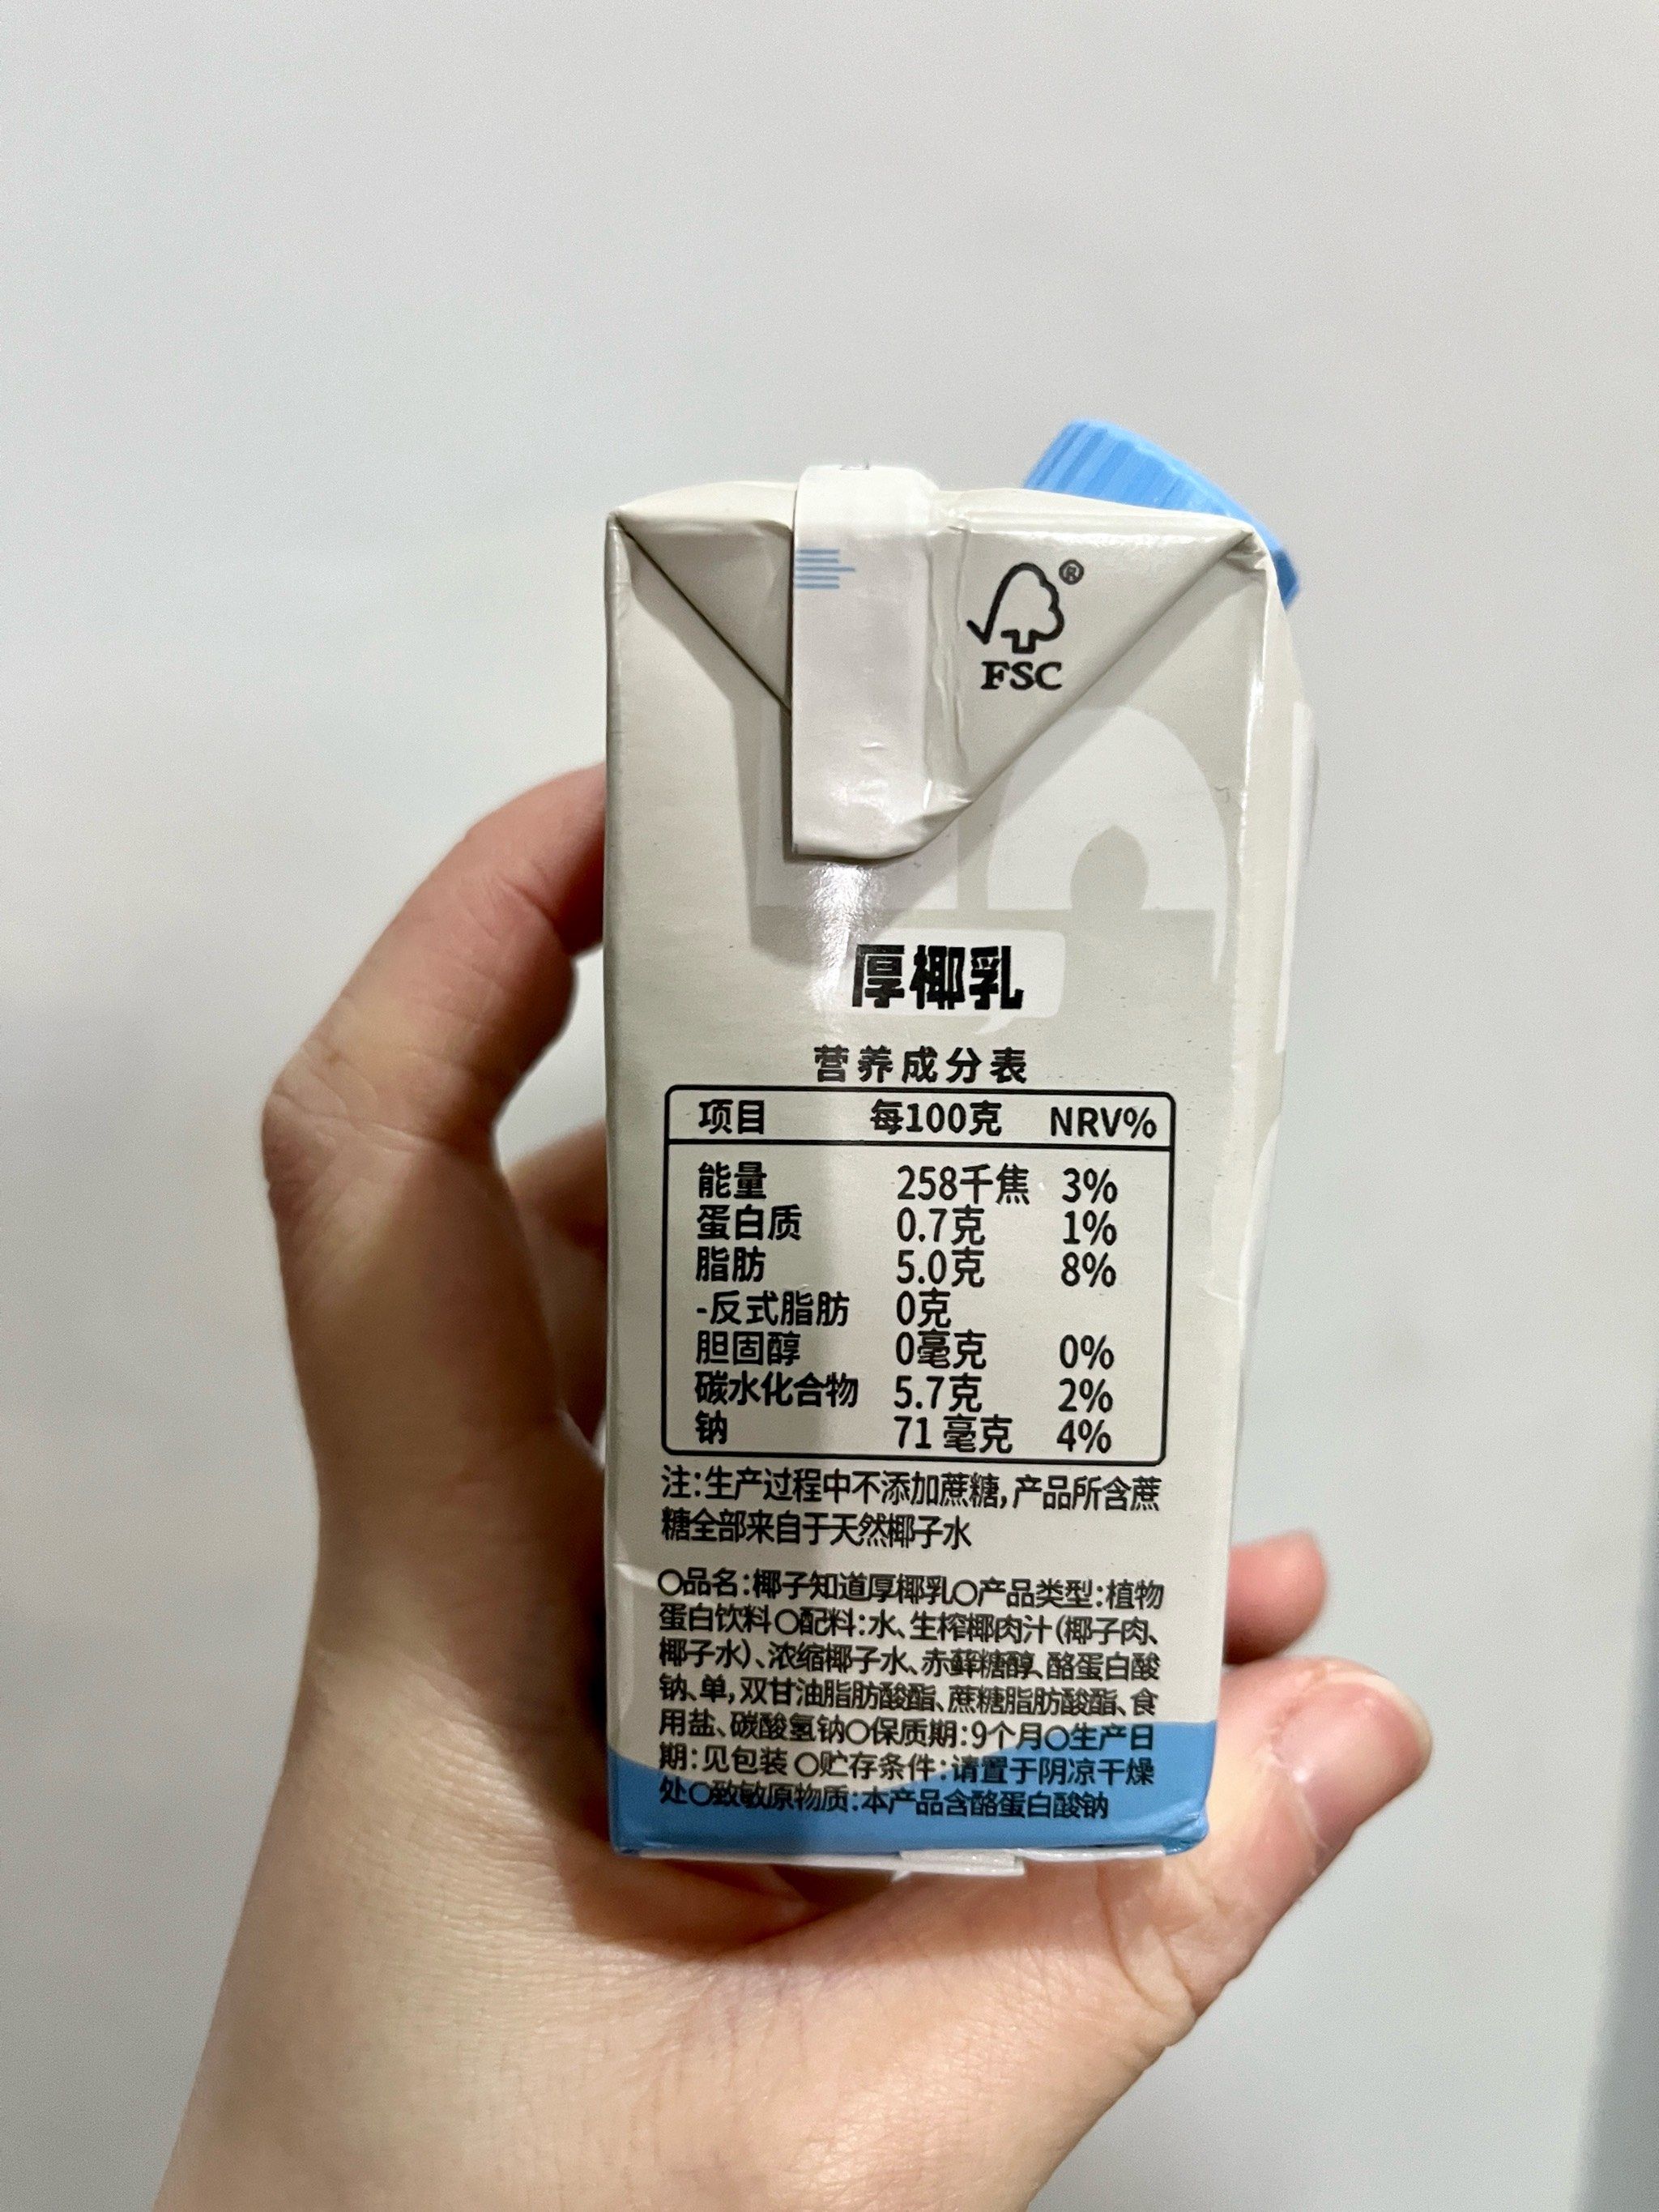 ®
FSC
厚椰乳
营养成分表
项目 每100克 NRV%
能量 258千焦 3%
蛋白质 0.7克 1%
脂肪 5.0克 8%
-反式脂肪 0克
胆固醇 0毫克 0%
碳水化合物 5.7克 2%
钠 71 毫克 4%
注:生产过程中不添加蔗糖,产品所含蔗
糖全部来自于天然椰子水
○品名:椰子知道厚椰乳○产品类型:植物
蛋白饮料○配料:水、生榨椰肉汁(椰子肉、
椰子水)、浓缩椰子水、赤藓糖醇、酪蛋白酸
钠、单,双甘油脂肪酸酯、蔗糖脂肪酸酯、食
用盐、碳酸氢钠○保质期:9个月○生产日
期:见包装 ○贮存条件:请置于阴凉干燥
处○致敏原物质:本产品含酪蛋白酸钠